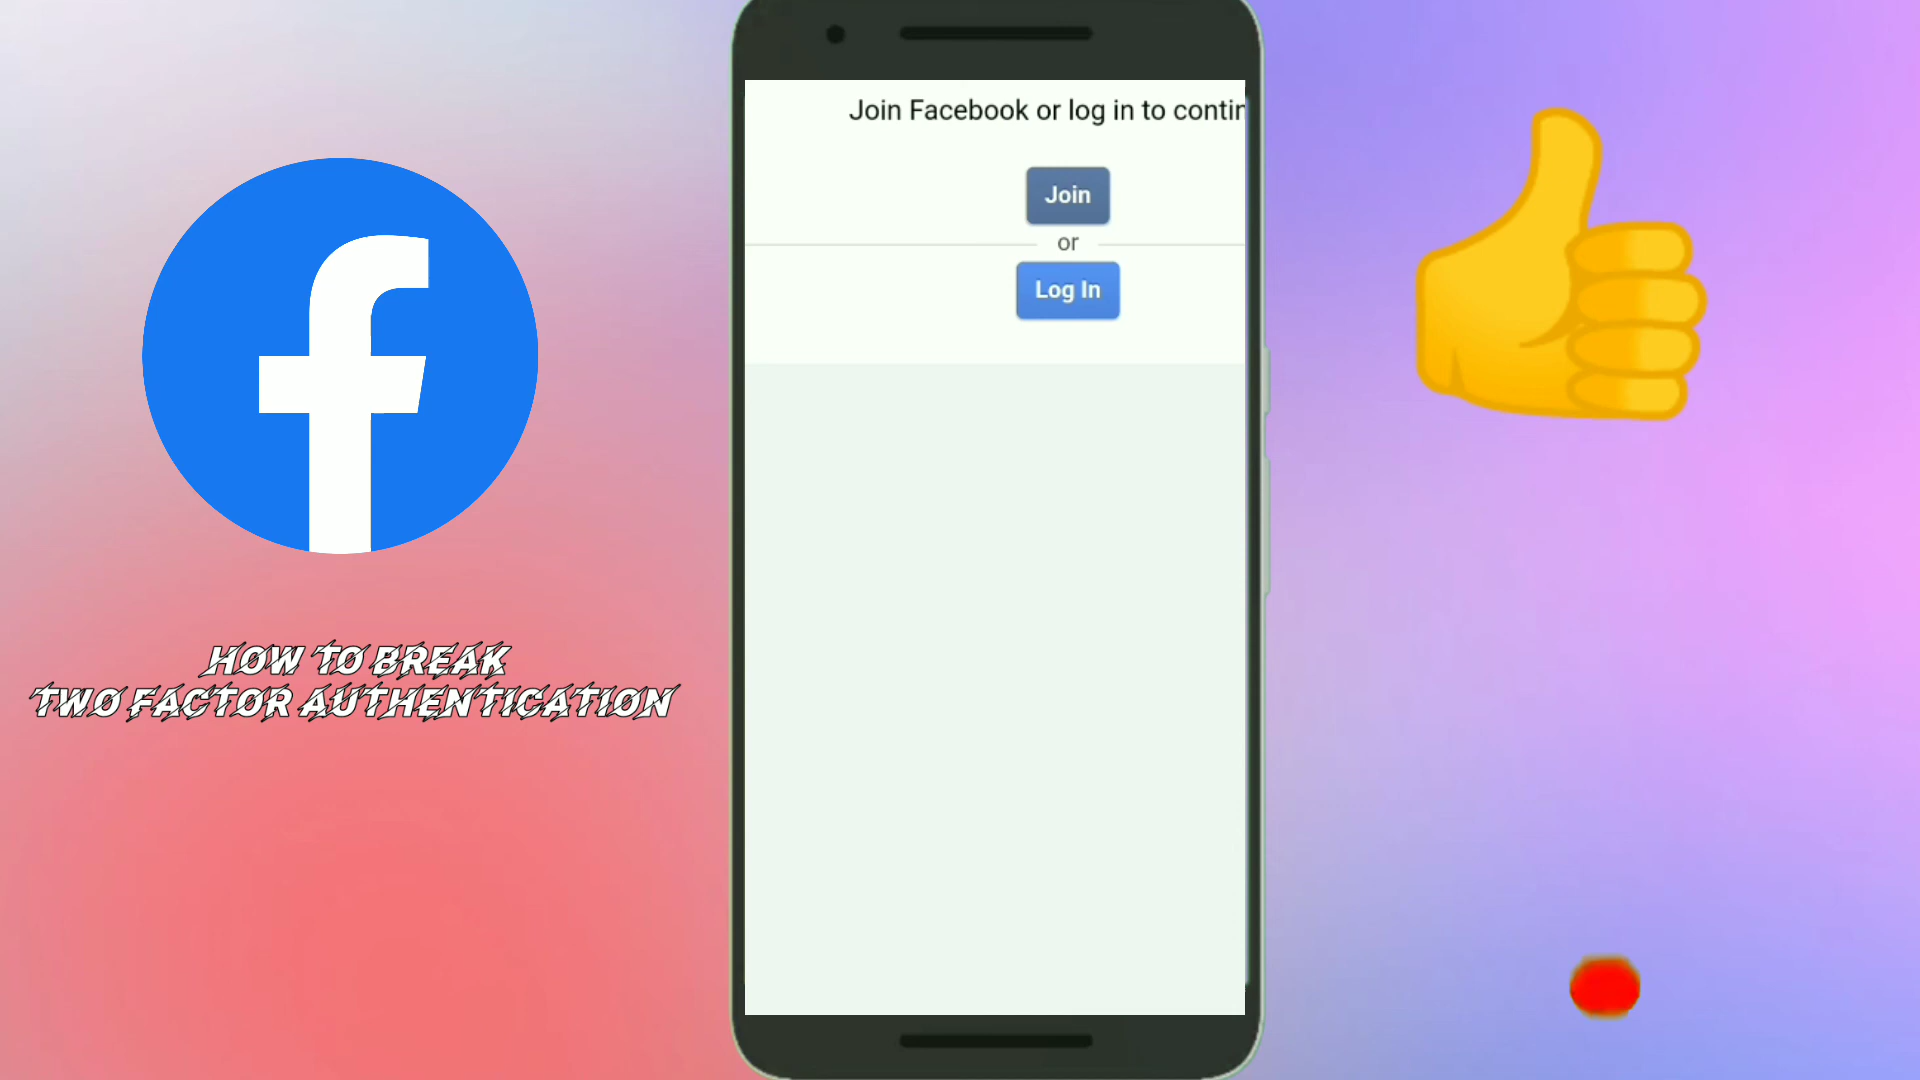 Join Facebook or log in to contin
Join
or
Log In
HOW TO BREAK
TWO FACTOR AUTHENTICATION